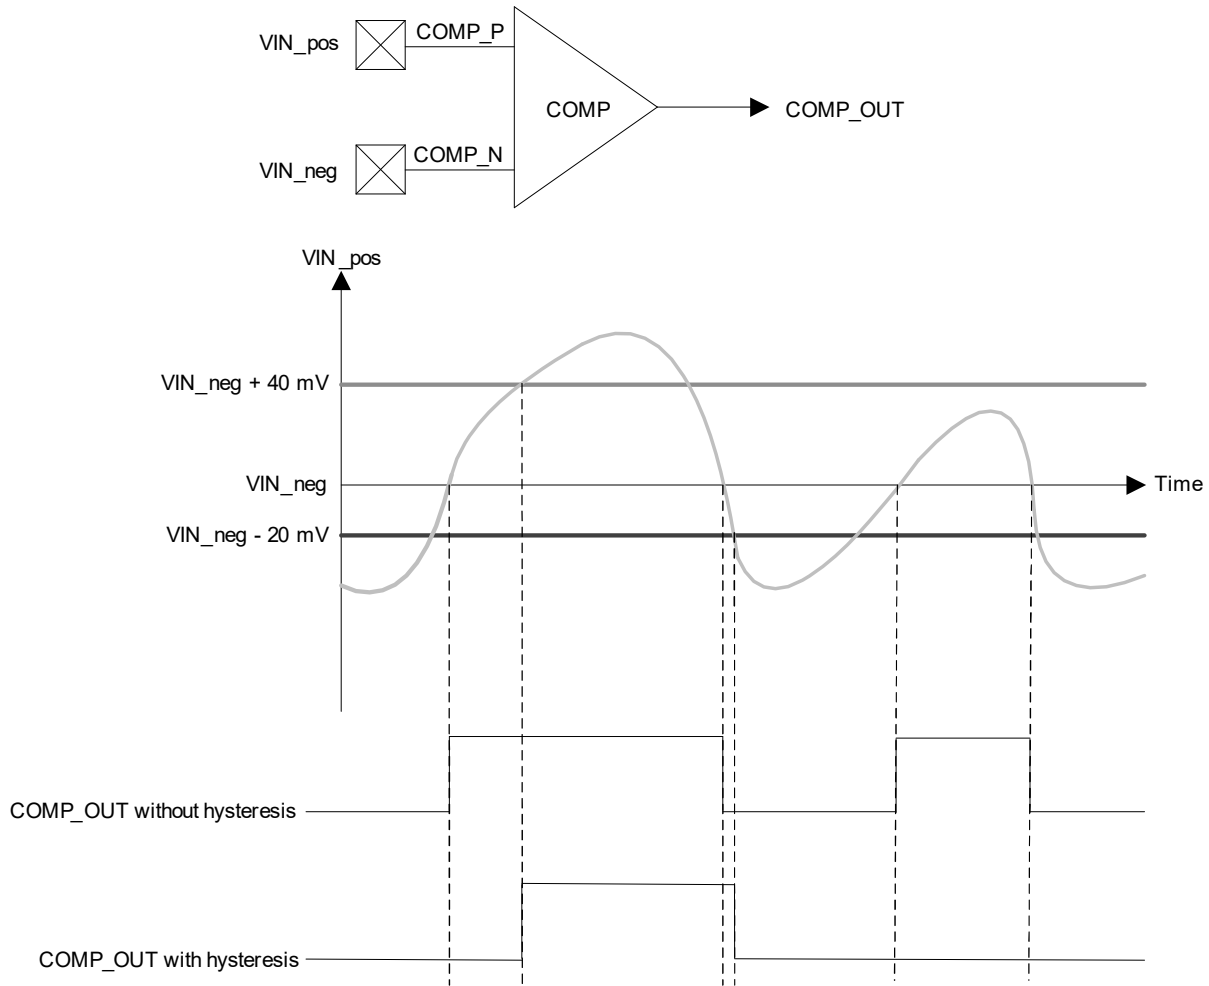 VIN_pos
COMP_P
COMP
COMP_OUT
VIN_neg
COMP_N
VIN_pos
VIN_neg + 40 mV
VIN_neg
Time
VIN_neg - 20 mV
COMP_OUT without hysteresis
COMP_OUT with hysteresis